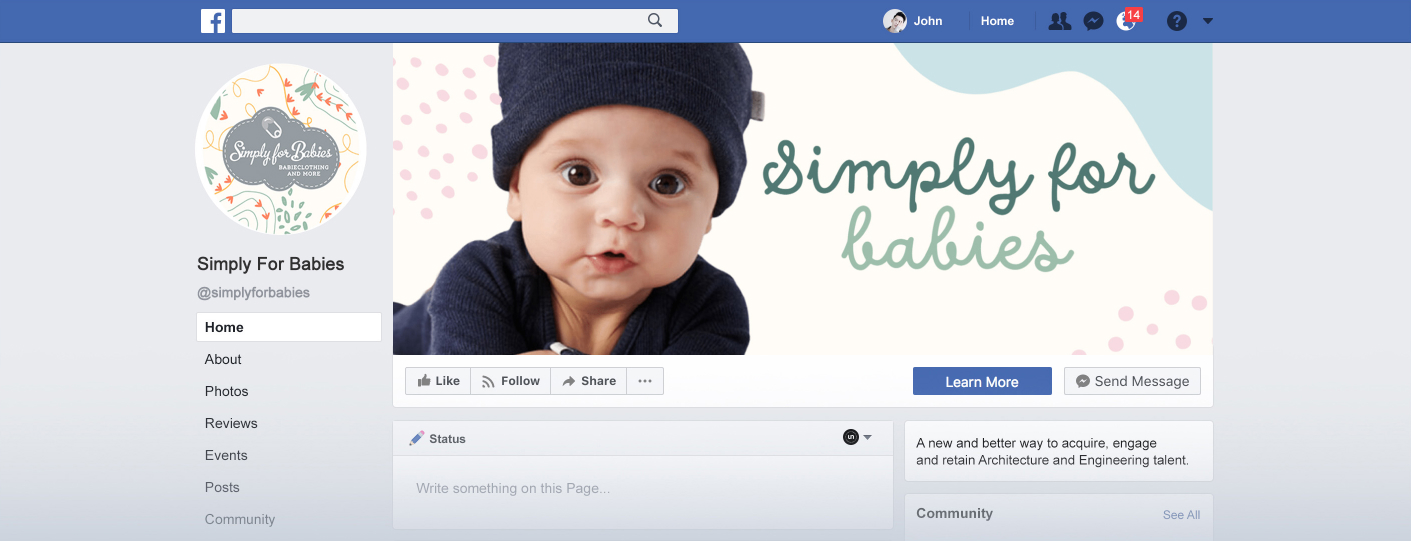 f
John
Home
14
?
Simply for Babies
BABIECLOTHING
AND MORE
Simply for
babies
Simply For Babies
@simplyforbabies
Home
About
Photos
Reviews
Events
Posts
Community
Like
Follow
Share
Learn More
Send Message
Status
Write something on this Page...
A new and better way to acquire, engage
and retain Architecture and Engineering talent.
Community
See All